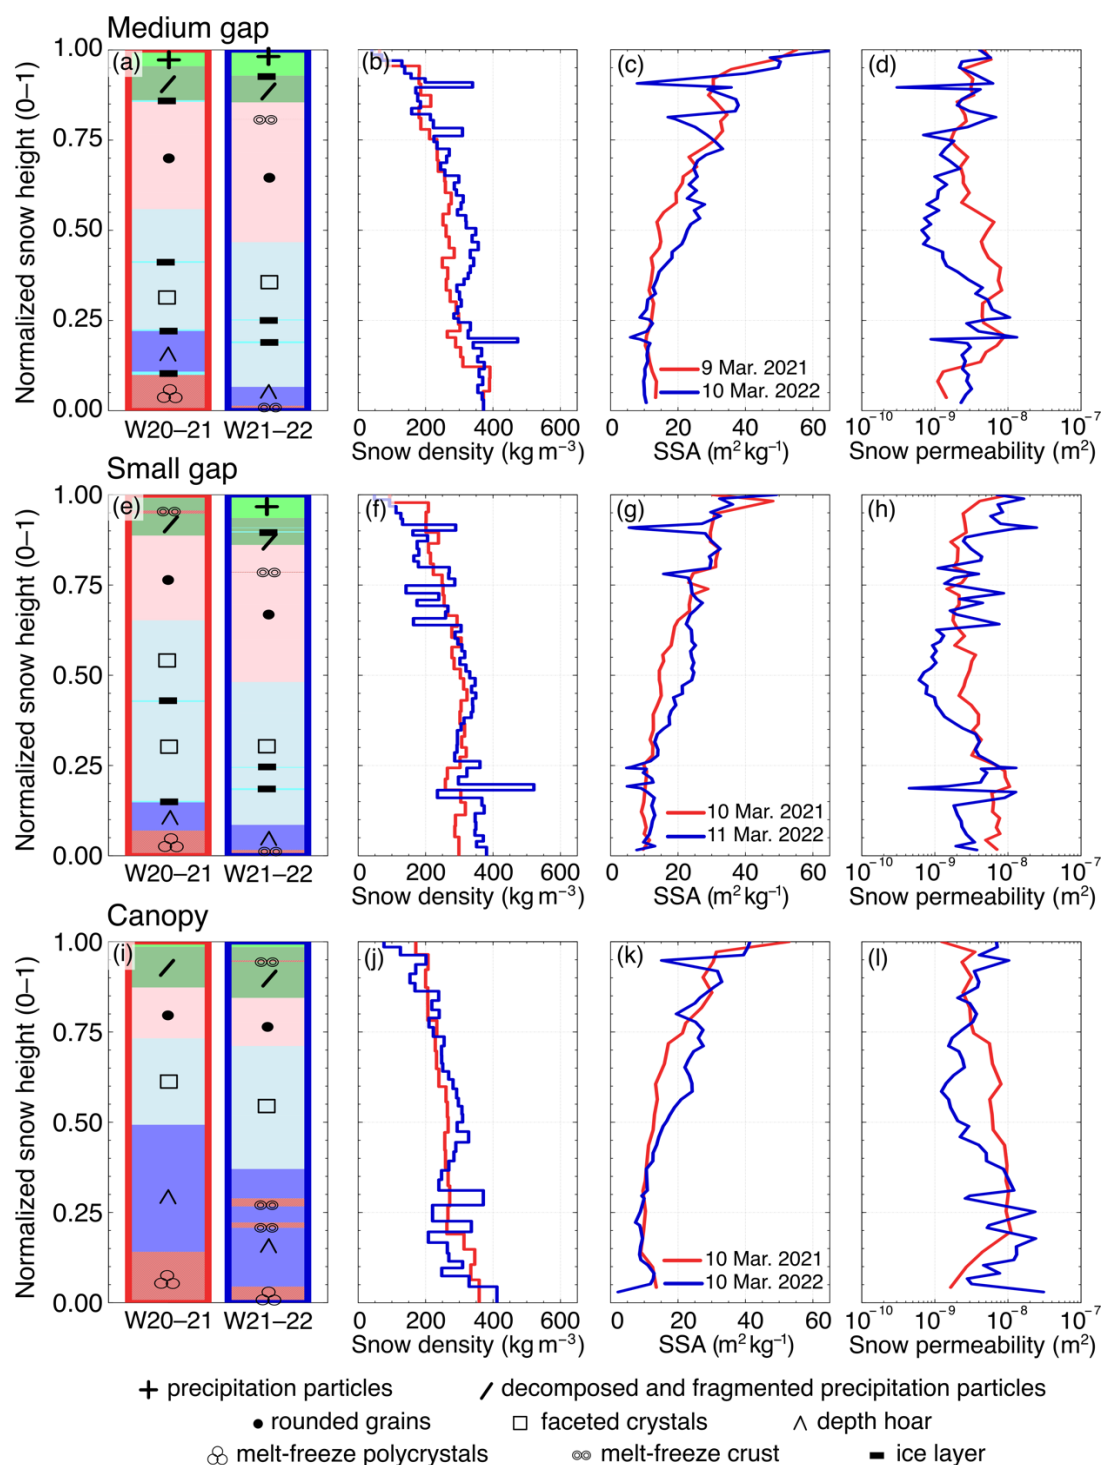 Medium gap
Normalized snow height (0–1)
1.00
0.75
0.50
0.25
0.00
(a)
W20–21
W21–22
(b)
0 200 400 600
Snow density (kg m−3)
(c)
9 Mar. 2021
10 Mar. 2022
0 20 40 60
SSA (m2 kg−1)
(d)
10−10 10−9 10−8 10−7
Snow permeability (m2)
Small gap
Normalized snow height (0–1)
1.00
0.75
0.50
0.25
0.00
(e)
W20–21
W21–22
(f)
0 200 400 600
Snow density (kg m−3)
(g)
10 Mar. 2021
11 Mar. 2022
0 20 40 60
SSA (m2 kg−1)
(h)
10−10 10−9 10−8 10−7
Snow permeability (m2)
Canopy
Normalized snow height (0–1)
1.00
0.75
0.50
0.25
0.00
(i)
W20–21
W21–22
(j)
0 200 400 600
Snow density (kg m−3)
(k)
10 Mar. 2021
10 Mar. 2022
0 20 40 60
SSA (m2 kg−1)
(l)
10−10 10−9 10−8 10−7
Snow permeability (m2)
precipitation particles
decomposed and fragmented precipitation particles
rounded grains
faceted crystals
depth hoar
melt-freeze polycrystals
melt-freeze crust
ice layer